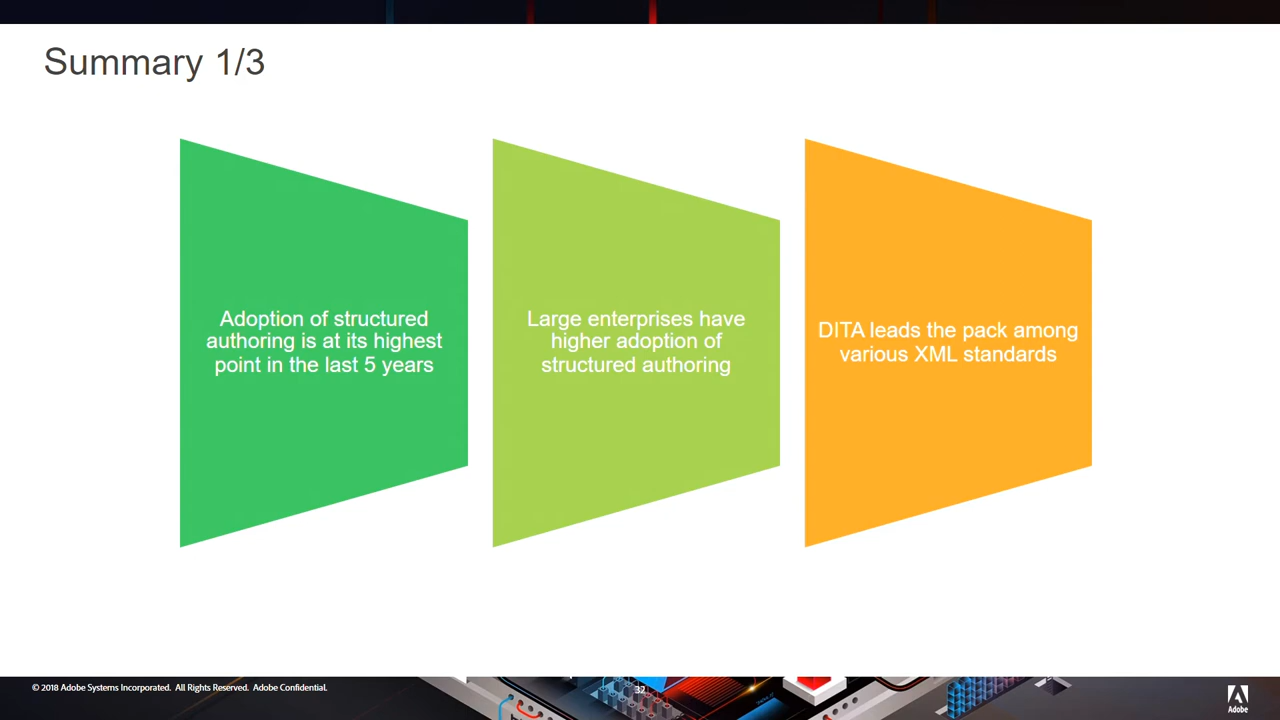 Summary 1/3
Adoption of structured
authoring is at its highest
point in the last 5 years
Large enterprises have
higher adoption of
structured authoring
DITA leads the pack among
various XML standards
© 2018 Adobe Systems Incorporated. All Rights Reserved. Adobe Confidential.
32
Adobe